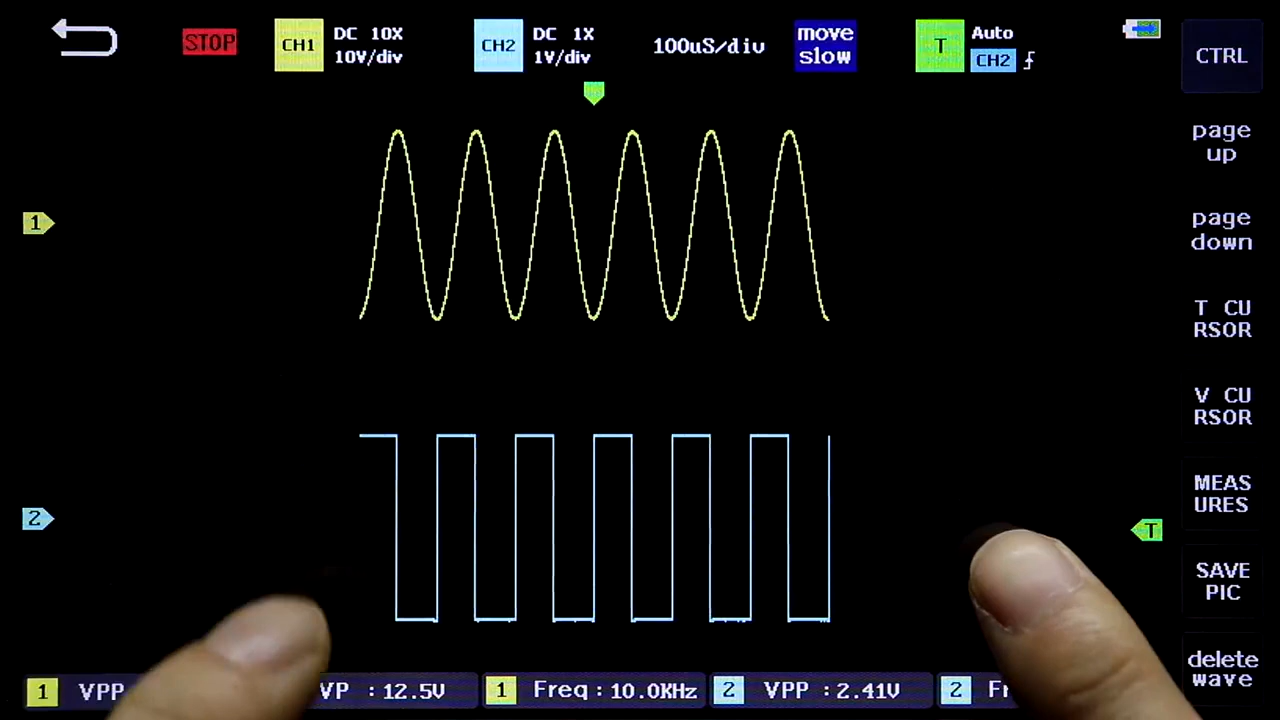 STOP
CH1
DC 10X
10V/div
CH2
DC 1X
1V/div
100uS/div
move
slow
T
Auto
CH2
CTRL
page
up
page
down
T CU
RSOR
V CU
RSOR
MEAS
URES
SAVE
PIC
delete
wave
1
2
T
1 VPP
VP :12.5V
1 Freq:10.0KHz
2 VPP :2.41V
2